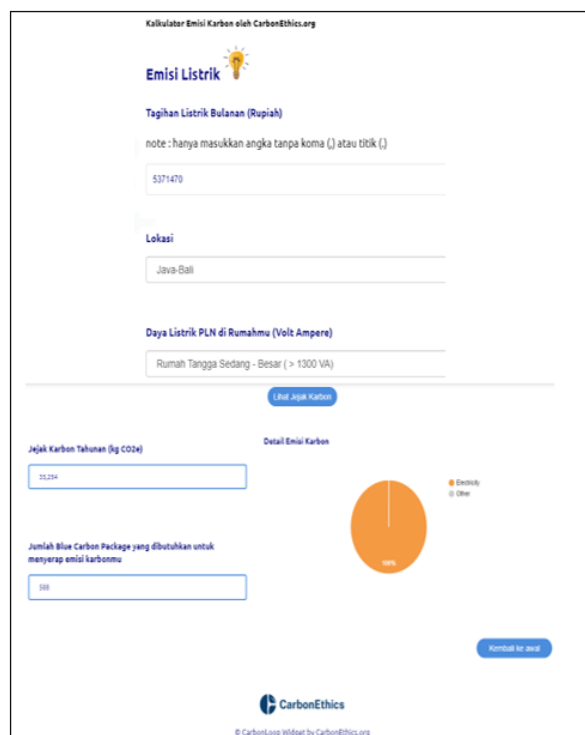 Kalkulator Emisi Karbon oleh CarbonEthics.org
Emisi Listrik
Tagihan Listrik Bulanan (Rupiah)
note : hanya masukkan angka tanpa koma (,) atau titik (.)
5371470
Lokasi
Java-Bali
Daya Listrik PLN di Rumahmu (Volt Ampere)
Rumah Tangga Sedang - Besar ( > 1300 VA)
Lihat Jejak Karbon
Jejak Karbon Tahunan (kg CO2e)
Detail Emisi Karbon
Electricity
Other
100%
Jumlah Blue Carbon Package yang dibutuhkan untuk
menyerap emisi karbonmu
Kembali ke awal
CarbonEthics
© CarbonLoop Widget by CarbonEthics.org